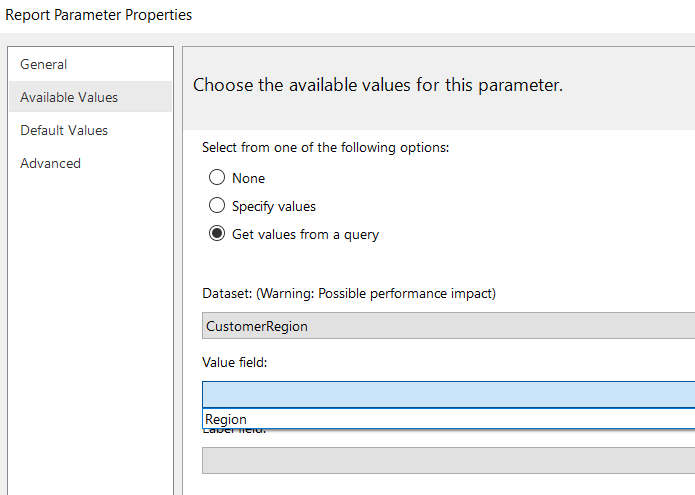 Report Parameter Properties
General
Available Values
Default Values
Advanced
Choose the available values for this parameter.
Select from one of the following options:
None
Specify values
Get values from a query
Dataset: (Warning: Possible performance impact)
CustomerRegion
Value field:
Region
Label field: